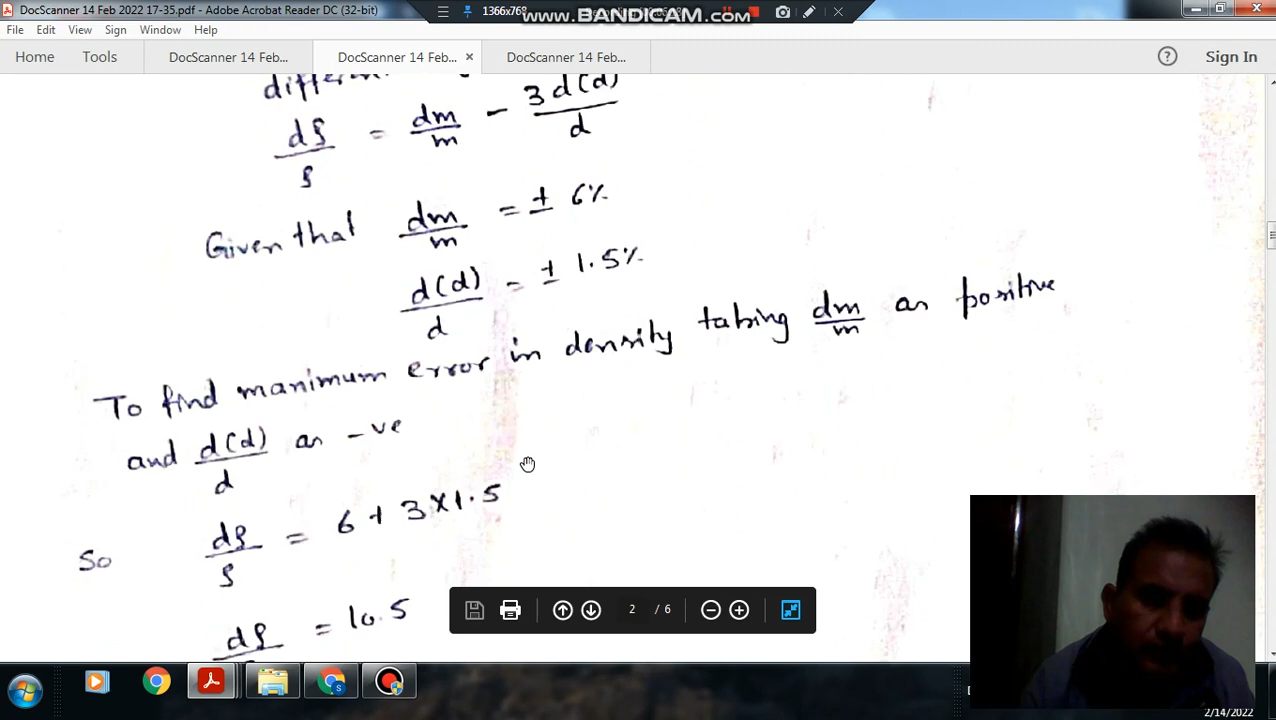 DocScanner 14 Feb 2022 17-35.pdf - Adobe Acrobat Reader DC (32-bit)
1366x768
www.BANDICAM.com
File Edit View Sign Window Help
Home Tools DocScanner 14 Feb... DocScanner 14 Feb... × DocScanner 14 Feb... Sign In
dρ/ρ = dm/m - 3d(d)/d
Given that dm/m = ± 6%
d(d)/d = ± 1.5%
To find manimum error in density taking dm/m as positive
and d(d)/d as -ve
So dρ/ρ = 6 + 3×1.5
dρ = 10.5
2 / 6
2/14/2022